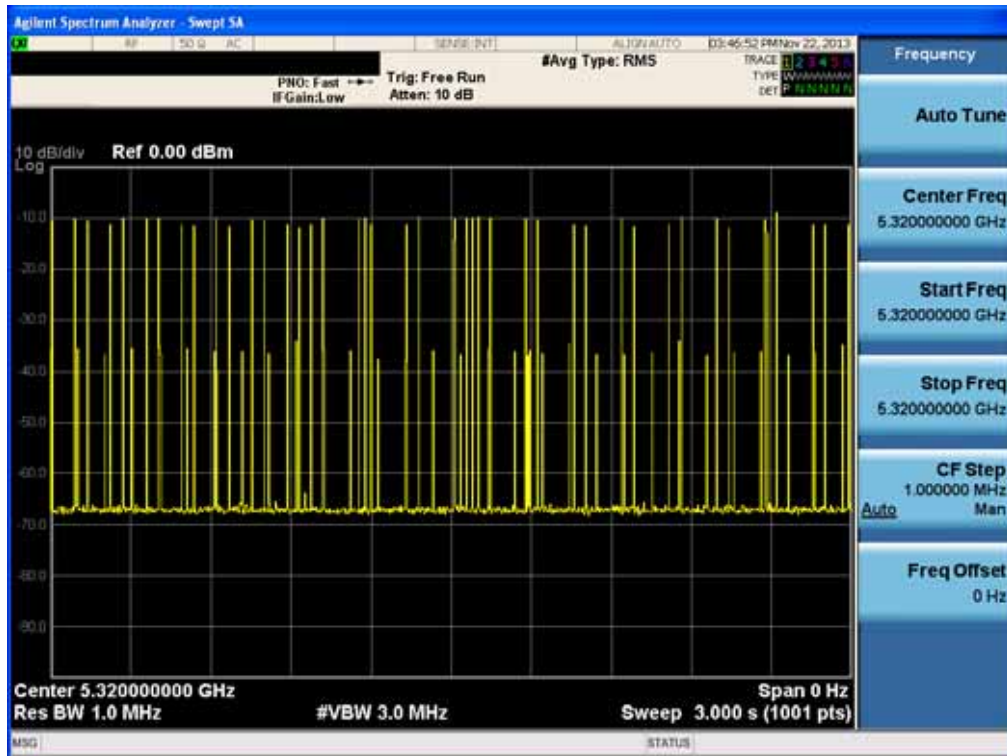 Agilent Spectrum Analyzer - Swept SA
RF 50 Ω AC SENSE:INT ALIGNAUTO 03:46:52 PMNov 22, 2013
#Avg Type: RMS
TRACE 1 2 3 4 5 6
PNO: Fast Trig: Free Run
TYPE
IFGain:Low Atten: 10 dB
DET P N N N N N
Frequency
Auto Tune
10 dB/div Ref 0.00 dBm
Log
-10.0
-20.0
-30.0
-40.0
-50.0
-60.0
-70.0
-80.0
-90.0
Center 5.320000000 GHz Span 0 Hz
Res BW 1.0 MHz #VBW 3.0 MHz Sweep 3.000 s (1001 pts)
Center Freq
5.320000000 GHz
Start Freq
5.320000000 GHz
Stop Freq
5.320000000 GHz
CF Step
1.000000 MHz
Auto Man
Freq Offset
0 Hz
MSG STATUS